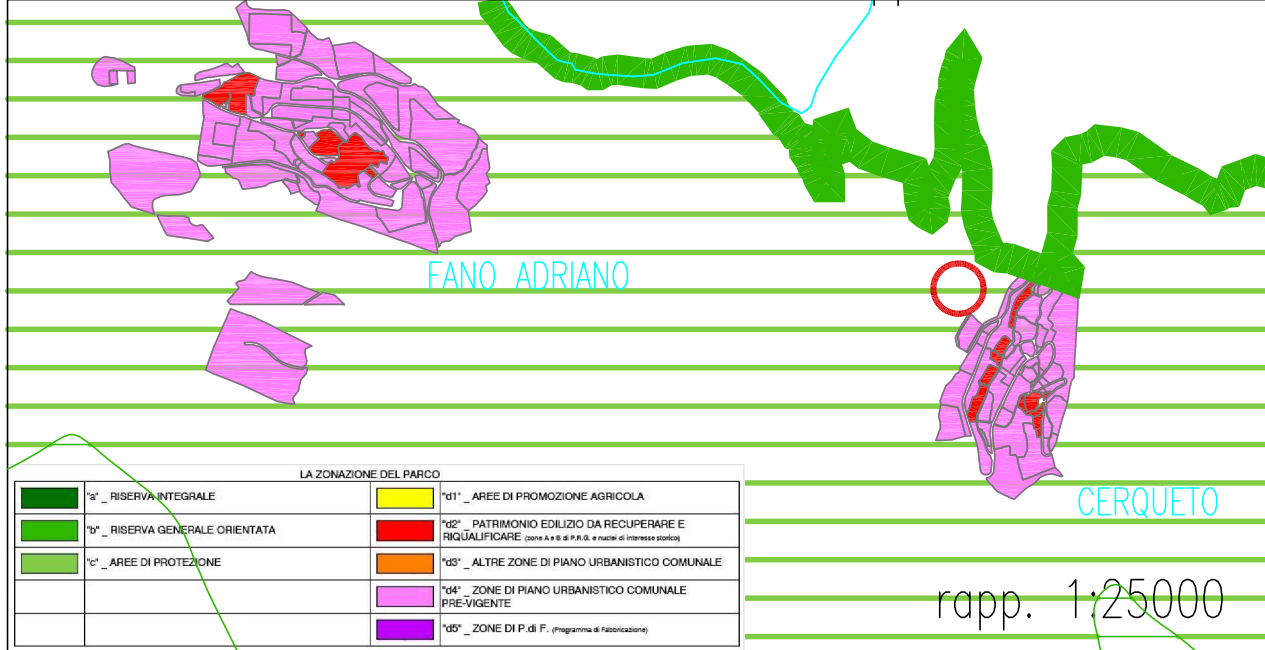 FANO ADRIANO
CERQUETO
LA ZONAZIONE DEL PARCO
"a" _ RISERVA INTEGRALE
"b" _ RISERVA GENERALE ORIENTATA
"c" _ AREE DI PROTEZIONE
"d1" _ AREE DI PROMOZIONE AGRICOLA
"d2" _ PATRIMONIO EDILIZIO DA RECUPERARE E
RIQUALIFICARE (zone A e B di P.R.G. e nuclei di interesse storico)
"d3" _ ALTRE ZONE DI PIANO URBANISTICO COMUNALE
"d4" _ ZONE DI PIANO URBANISTICO COMUNALE
PRE-VIGENTE
"d5" _ ZONE DI P.di F. (Programma di Fabbricazione)
rapp. 1:25000